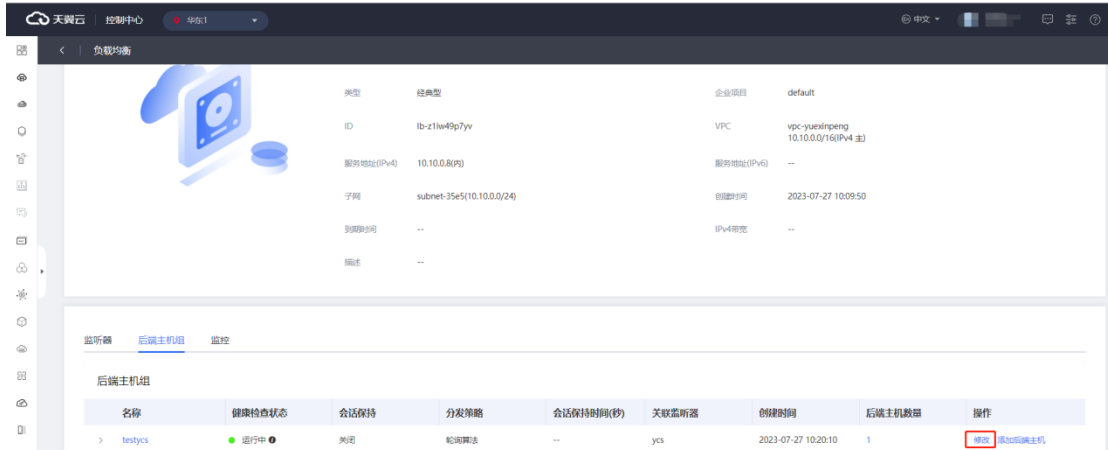 天翼云 控制中心 华东1 中文
负载均衡
类型 经典型 企业项目 default
ID VPC vpc-yuexinpeng
10.10.0.0/16(IPv4 主)
服务地址(IPv4) 10.10.0.8(内) 服务地址(IPv6) --
子网 subnet-35e5(10.10.0.0/24) 创建时间 2023-07-27 10:09:50
到期时间 -- IPv4带宽 --
描述 --
监听器 后端主机组 监控
后端主机组
名称 健康检查状态 会话保持 分发策略 会话保持时间(秒) 关联监听器 创建时间 后端主机数量 操作
testycs 运行中 关闭 轮询算法 -- ycs 2023-07-27 10:20:10 1 修改 添加后端主机